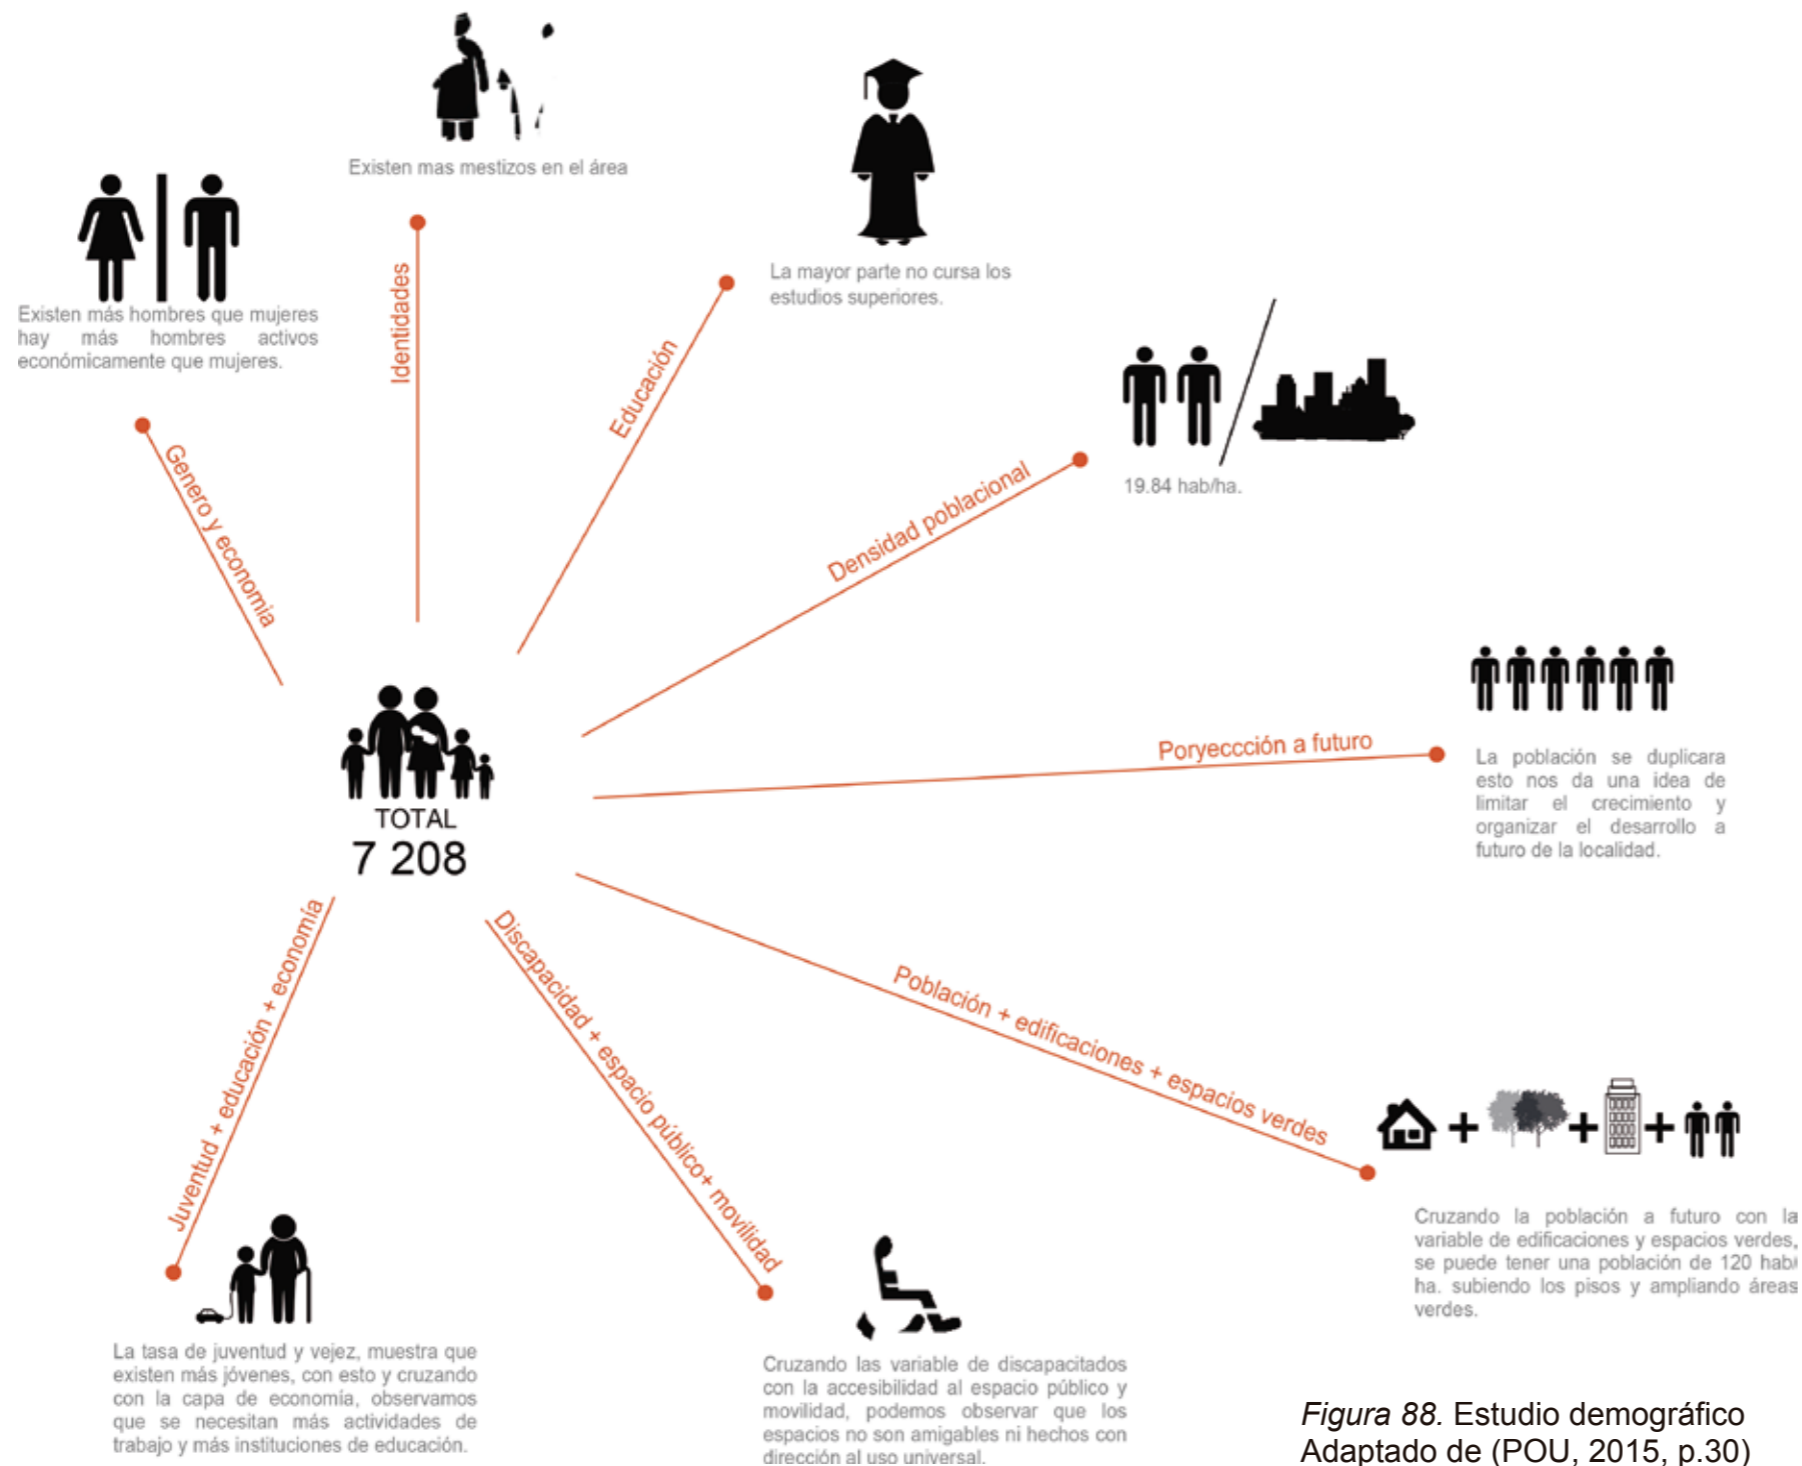 Existen mas mestizos en el área
Existen más hombres que mujeres
hay más hombres activos
económicamente que mujeres.
La mayor parte no cursa los
estudios superiores.
Identidades
Educación
Genero y economia
Densidad poblacional
19.84 hab/ha.
Poryeccción a futuro
La población se duplicara
esto nos da una idea de
limitar el crecimiento y
organizar el desarrollo a
futuro de la localidad.
TOTAL
7 208
Juventud + educación + economía
Discapacidad + espacio público+ movilidad
Población + edificaciones + espacios verdes
Cruzando la población a futuro con la
variable de edificaciones y espacios verdes,
se puede tener una población de 120 hab/
ha. subiendo los pisos y ampliando áreas
verdes.
La tasa de juventud y vejez, muestra que
existen más jóvenes, con esto y cruzando
con la capa de economía, observamos
que se necesitan más actividades de
trabajo y más instituciones de educación.
Cruzando las variable de discapacitados
con la accesibilidad al espacio público y
movilidad, podemos observar que los
espacios no son amigables ni hechos con
dirección al uso universal.
Figura 88. Estudio demográfico
Adaptado de (POU, 2015, p.30)